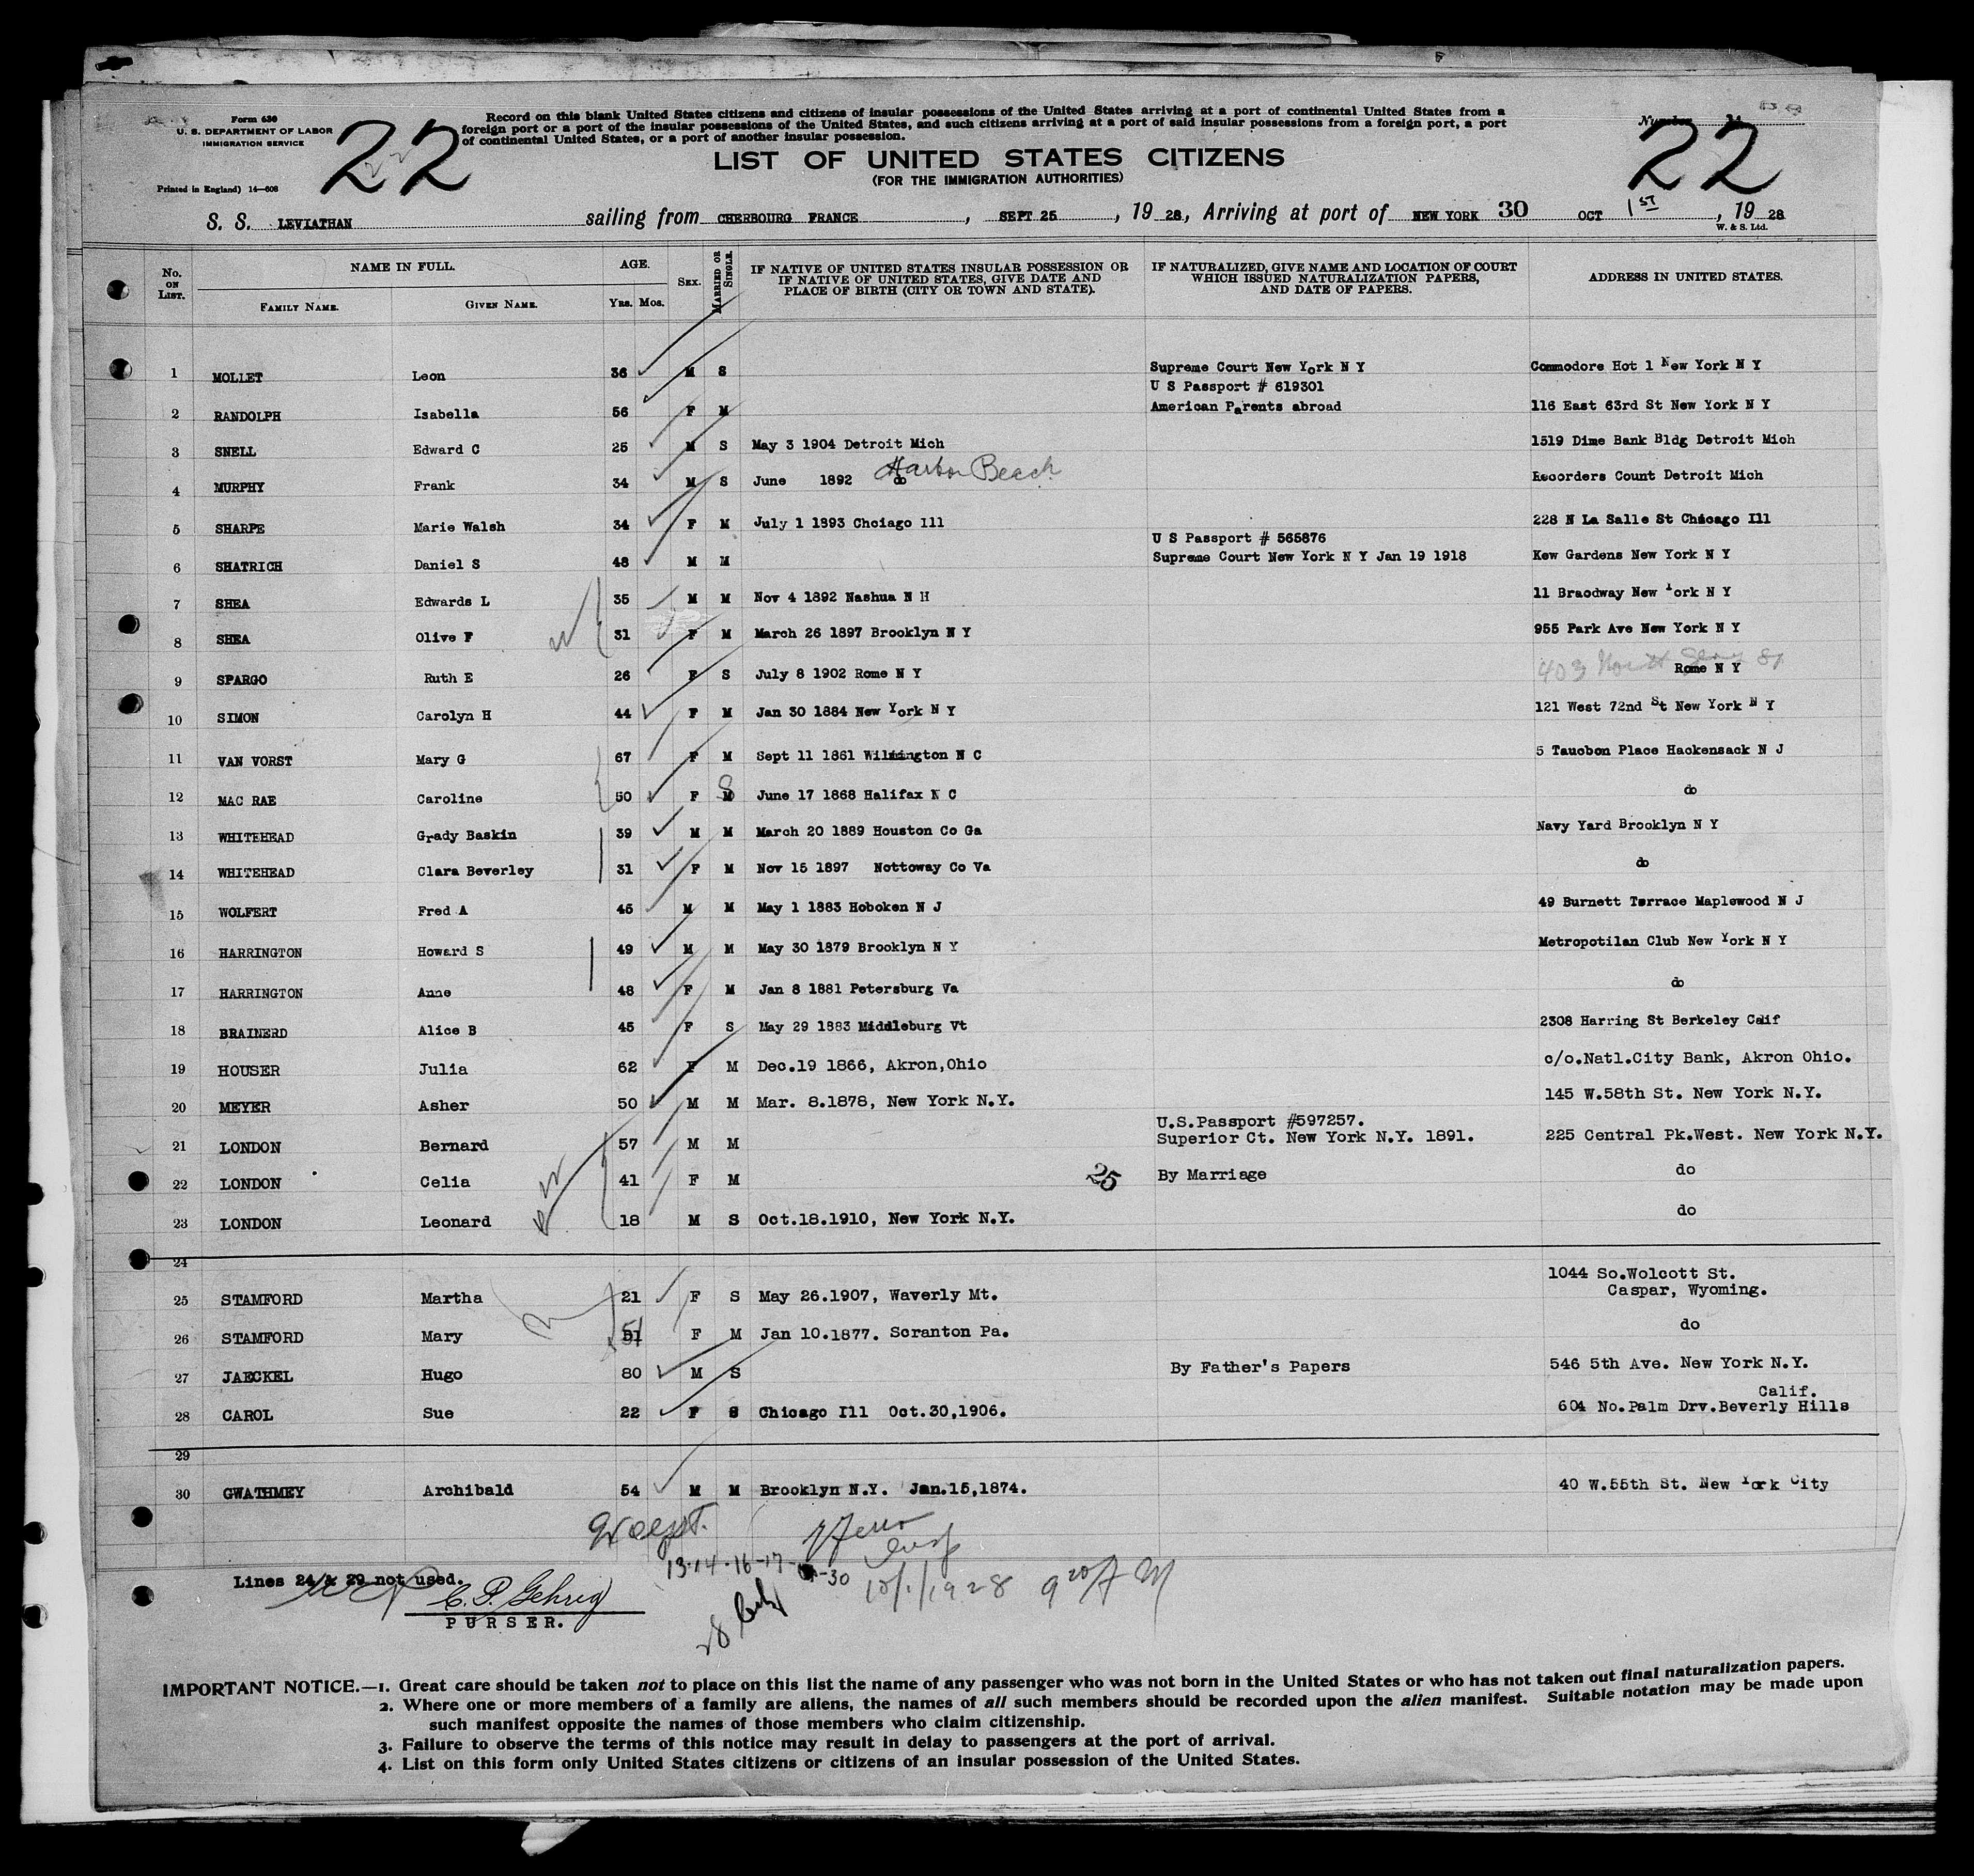 Form 630
U. S. DEPARTMENT OF LABOR
IMMIGRATION SERVICE
Printed in England) 14—608
22
Record on this blank United States citizens and citizens of insular possessions of the United States arriving at a port of continental United States from a
foreign port or a port of the insular possessions of the United States, and such citizens arriving at a port of said insular possessions from a foreign port, a port
of continental United States, or a port of another insular possession.
LIST OF UNITED STATES CITIZENS
(FOR THE IMMIGRATION AUTHORITIES)
22
S. S. LEVIATHAN sailing from CHERBOURG FRANCE, SEPT 25, 19 28, Arriving at port of NEW YORK 30 OCT 1ST, 19 28
W. & S. Ltd.
No. ON LIST. NAME IN FULL. AGE. SEX. MARRIED OR SINGLE. IF NATIVE OF UNITED STATES INSULAR POSSESSION OR IF NATIVE OF UNITED STATES, GIVE DATE AND PLACE OF BIRTH (CITY OR TOWN AND STATE). IF NATURALIZED, GIVE NAME AND LOCATION OF COURT WHICH ISSUED NATURALIZATION PAPERS, AND DATE OF PAPERS. ADDRESS IN UNITED STATES.
FAMILY NAME. GIVEN NAME. YRS. MOS.
1 MOLLET Leon 36 M S Supreme Court New York N Y Commodore Hot l New York N Y
U S Passport # 619301
2 RANDOLPH Isabella 56 F M American Parents abroad 116 East 63rd St New York N Y
3 SNELL Edward C 25 M S May 3 1904 Detroit Mich 1519 Dime Bank Bldg Detroit Mich
4 MURPHY Frank 34 M S June 1892 do Harbor Beach Recorders Count Detroit Mich
5 SHARPE Marie Walsh 34 F M July 1 1893 Chciago Ill 228 N La Salle St Chicago Ill
U S Passport # 565876
6 SHATRICH Daniel S 48 M M Supreme Court New York N Y Jan 19 1918 Kew Gardens New York N Y
7 SHEA Edwards L 35 M M Nov 4 1892 Nashua N H 11 Braodway New York N Y
8 SHEA Olive F 31 F M March 26 1897 Brooklyn N Y 955 Park Ave New York N Y
9 SPARGO Ruth E 26 F S July 8 1902 Rome N Y 403 North St Rome N Y
10 SIMON Carolyn H 44 F M Jan 30 1884 New York N Y 121 West 72nd St New York N Y
11 VAN VORST Mary G 67 F M Sept 11 1861 Wilmington N C 5 Taucbon Place Hackensack N J
12 MAC RAE Caroline 50 F M S June 17 1868 Halifax N C do
13 WHITEHEAD Grady Baskin 39 M M March 20 1889 Houston Co Ga Navy Yard Brooklyn N Y
14 WHITEHEAD Clara Beverley 31 F M Nov 15 1897 Nottoway Co Va do
15 WOLFERT Fred A 45 M M May 1 1883 Hoboken N J 49 Burnett Terrace Maplewood N J
16 HARRINGTON Howard S 49 M M May 30 1879 Brooklyn N Y Metropotilan Club New York N Y
17 HARRINGTON Anne 48 F M Jan 8 1881 Petersburg Va do
18 BRAINERD Alice B 45 F S May 29 1883 Middleburg Vt 2308 Harring St Berkeley Calif
19 HOUSER Julia 62 F M Dec.19 1866, Akron,Ohio c/o.Natl.City Bank, Akron Ohio.
20 MEYER Asher 50 M M Mar. 8.1878, New York N.Y. 145 W.58th St. New York N.Y.
U.S.Passport #597257.
21 LONDON Bernard 57 M M Superior Ct. New York N.Y. 1891. 225 Central Pk.West. New York N.Y.
22 LONDON Celia 41 F M 25 By Marriage do
23 LONDON Leonard 18 M S Oct.18.1910, New York N.Y. do
24
1044 So.Wolcott St.
25 STAMFORD Martha 21 F S May 26.1907, Waverly Mt. Caspar, Wyoming.
26 STAMFORD Mary 51 F M Jan 10.1877. Scranton Pa. do
27 JAECKEL Hugo 80 M S By Father's Papers 546 5th Ave. New York N.Y.
Calif.
28 CAROL Sue 22 F S Chicago Ill Oct.30,1906. 604 No.Palm Drv.Beverly Hills
29
30 GWATHMEY Archibald 54 M M Brooklyn N.Y. Jan.15,1874. 40 W.55th St. New York City
13-14-16-17- -30 10/1/1928 9 20 A M
Lines 24 & 29 not used.
C. P. Gehrig
PURSER.
IMPORTANT NOTICE.—1. Great care should be taken not to place on this list the name of any passenger who was not born in the United States or who has not taken out final naturalization papers.
2. Where one or more members of a family are aliens, the names of all such members should be recorded upon the alien manifest. Suitable notation may be made upon
such manifest opposite the names of those members who claim citizenship.
3. Failure to observe the terms of this notice may result in delay to passengers at the port of arrival.
4. List on this form only United States citizens or citizens of an insular possession of the United States.